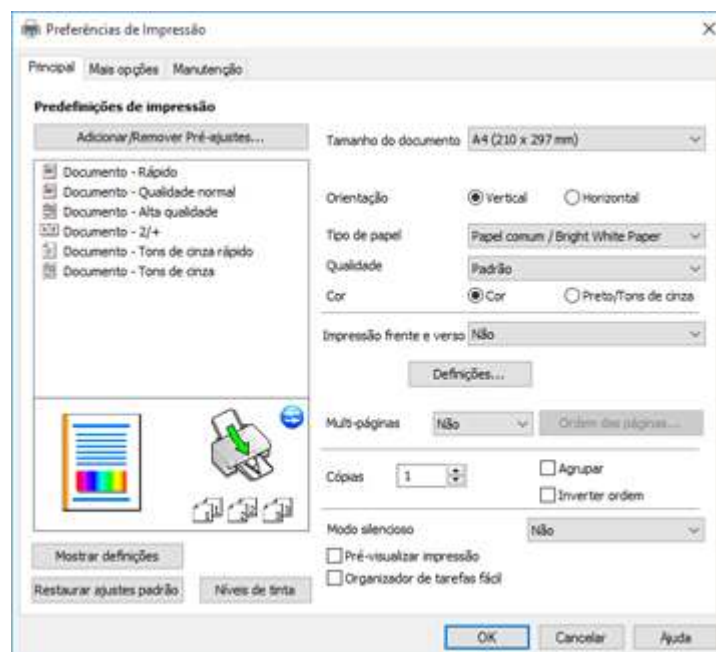 Preferências de Impressão
Principal Mais opções Manutenção
Predefinições de impressão
Adicionar/Remover Pré-ajustes...
Documento - Rápido
Documento - Qualidade normal
Documento - Alta qualidade
Documento - 2/+
Documento - Tons de cinza rápido
Documento - Tons de cinza
Tamanho do documento A4 (210 x 297 mm)
Orientação Vertical Horizontal
Tipo de papel Papel comum / Bright White Paper
Qualidade Padrão
Cor Cor Preto/Tons de cinza
Impressão frente e verso Não
Definições...
Multi-páginas Não Ordem das páginas...
Cópias 1 Agrupar
Inverter ordem
Modo silencioso Não
Pré-visualizar impressão
Organizador de tarefas fácil
Mostrar definições
Restaurar ajustes padrão Níveis de tinta
OK Cancelar Ajuda